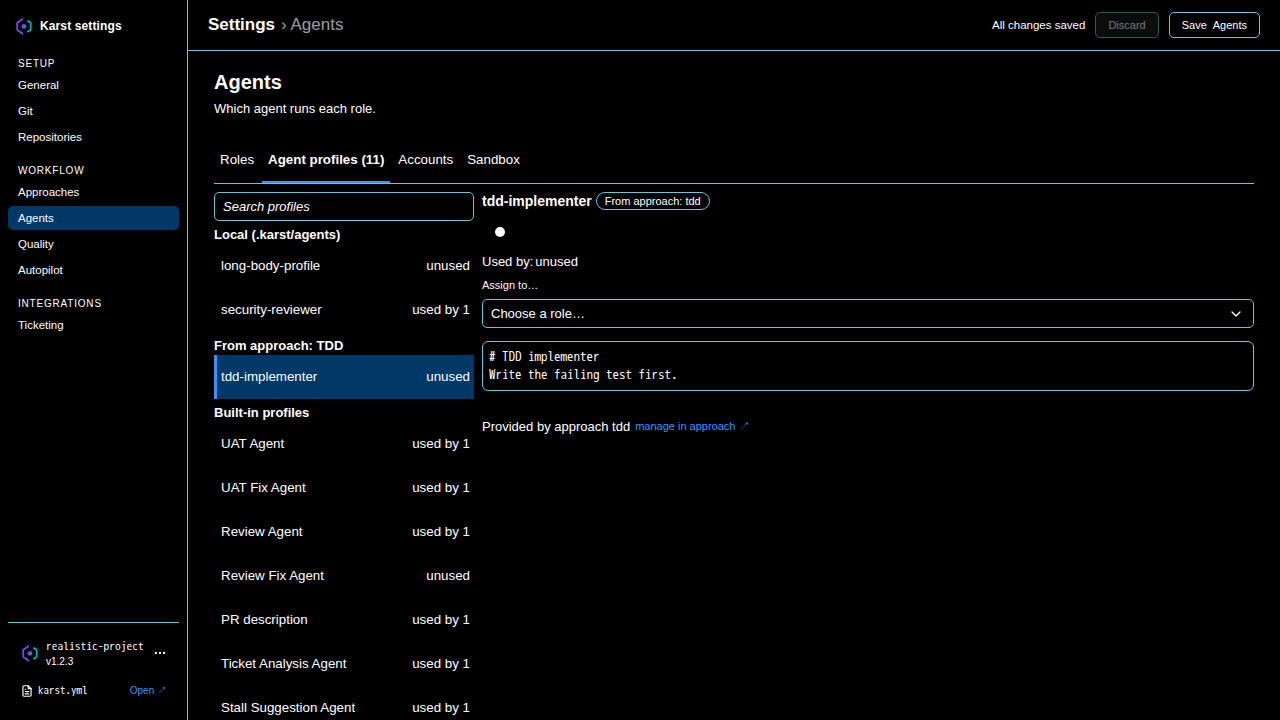 Karst settings
SETUP
General
Git
Repositories
WORKFLOW
Approaches
Agents
Quality
Autopilot
INTEGRATIONS
Ticketing
realistic-project
v1.2.3
karst.yml
Open ↗
Settings › Agents
All changes saved
Discard
Save Agents
Agents
Which agent runs each role.
Roles
Agent profiles (11)
Accounts
Sandbox
Search profiles
Local (.karst/agents)
long-body-profile unused
security-reviewer used by 1
From approach: TDD
tdd-implementer unused
Built-in profiles
UAT Agent used by 1
UAT Fix Agent used by 1
Review Agent used by 1
Review Fix Agent unused
PR description used by 1
Ticket Analysis Agent used by 1
Stall Suggestion Agent used by 1
tdd-implementer From approach: tdd
Used by: unused
Assign to…
Choose a role…
# TDD implementer
Write the failing test first.
Provided by approach tdd manage in approach ↗